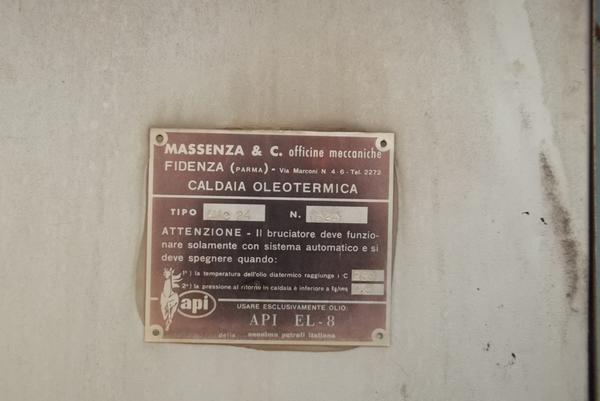 MASSENZA & C. officine meccaniche
FIDENZA (PARMA) - Via Marconi N 4-6 - Tel. 2272
CALDAIA OLEOTERMICA
TIPO N.
ATTENZIONE - Il bruciatore deve funzio-
nare solamente con sistema automatico e si
deve spegnere quando:
1°) la temperatura dell'olio diatermico raggiunge i °C
2°) la pressione al ritorno in caldaia è inferiore a
api
USARE ESCLUSIVAMENTE OLIO:
API EL-8
della anonima petroli italiana